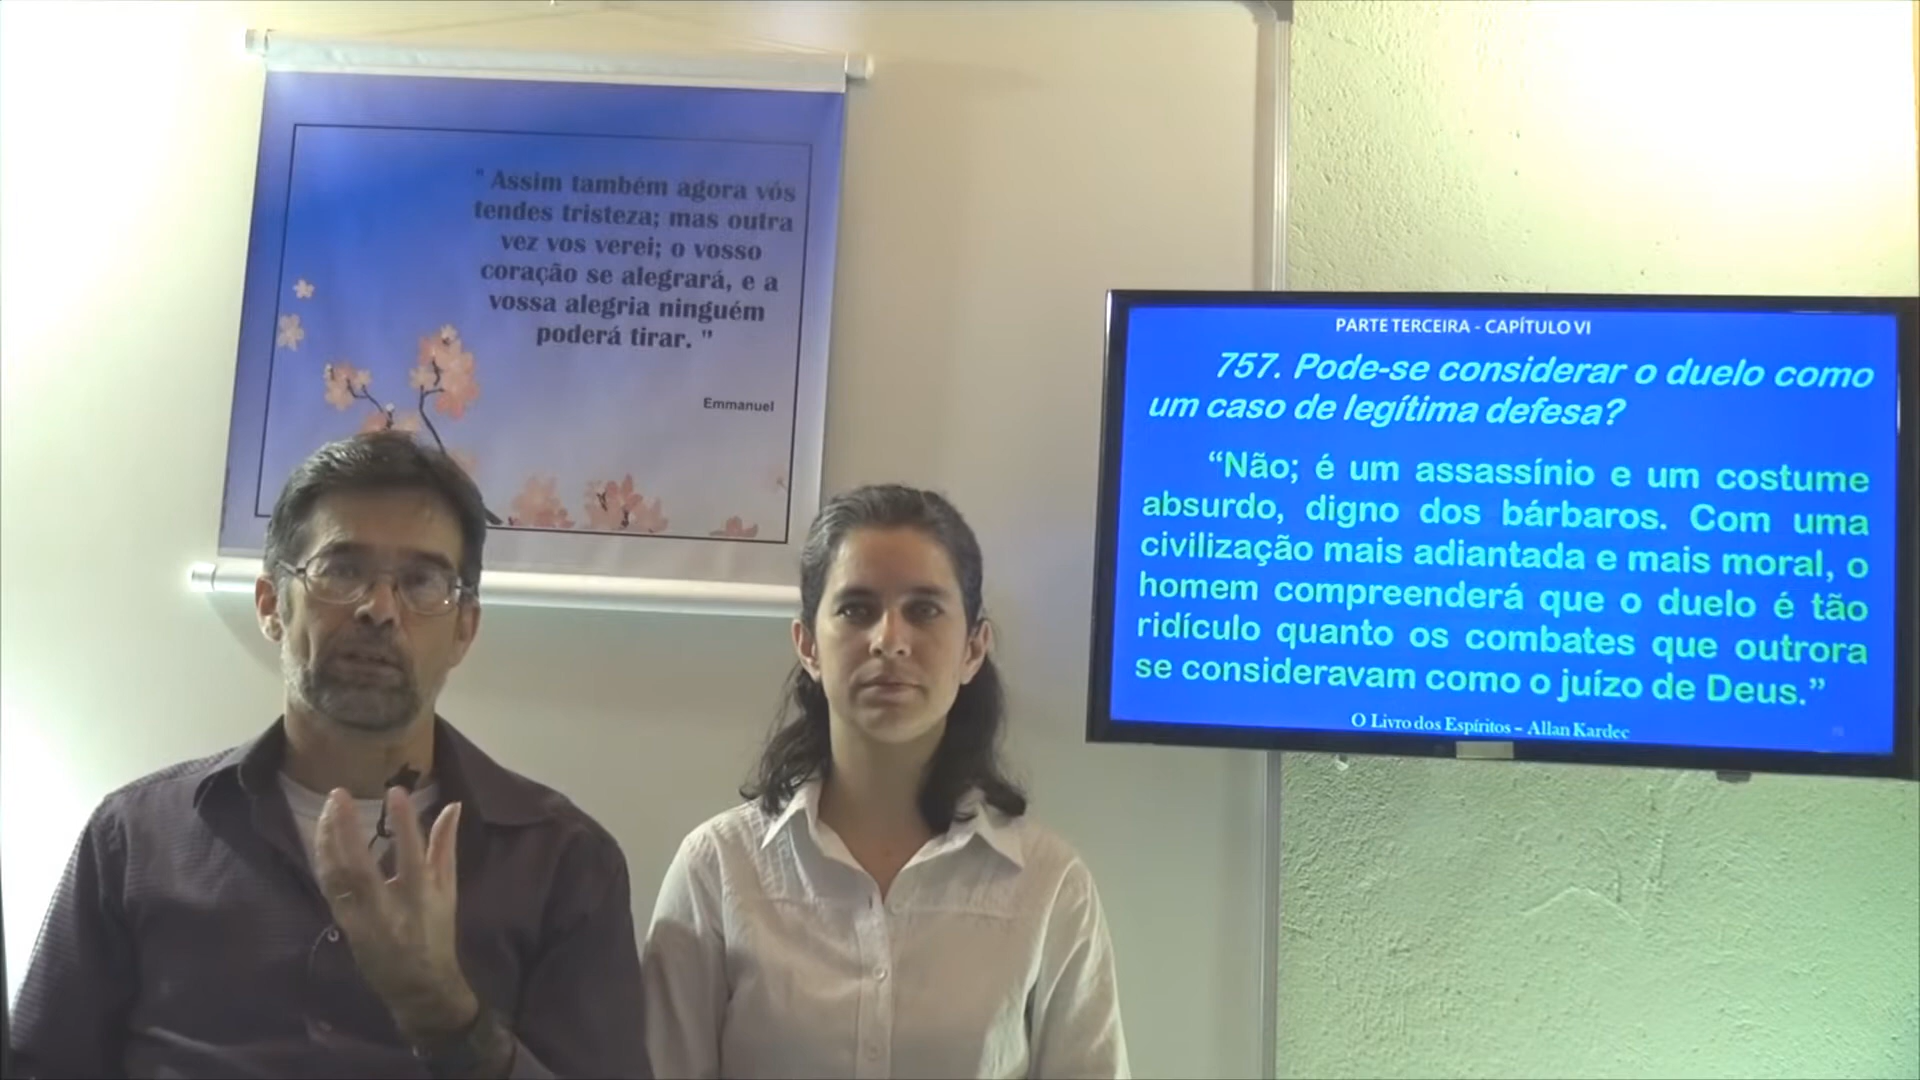 " Assim também agora vós
tendes tristeza; mas outra
vez vos verei; o vosso
coração se alegrará, e a
vossa alegria ninguém
poderá tirar. "
Emmanuel
PARTE TERCEIRA - CAPÍTULO VI
757. Pode-se considerar o duelo como
um caso de legítima defesa?
“Não; é um assassínio e um costume
absurdo, digno dos bárbaros. Com uma
civilização mais adiantada e mais moral, o
homem compreenderá que o duelo é tão
ridículo quanto os combates que outrora
se consideravam como o juízo de Deus.”
O Livro dos Espíritos – Allan Kardec